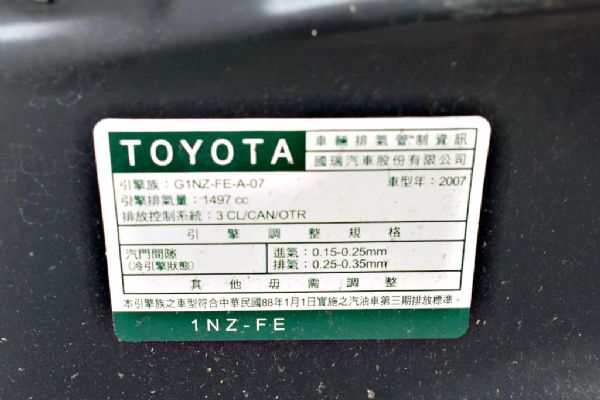 TOYOTA
車輛排氣管制資訊
國瑞汽車股份有限公司
引擎族：G1NZ-FE-A-07 車型年：2007
引擎排氣量：1497 cc
排放控制系統：3 CL/CAN/OTR
引擎調整規格
汽門間隙 進氣：0.15-0.25mm
(冷引擎狀態) 排氣：0.25-0.35mm
其他毋需調整
本引擎族之車型符合中華民國88年1月1日實施之汽油車第三期排放標準。
1NZ-FE